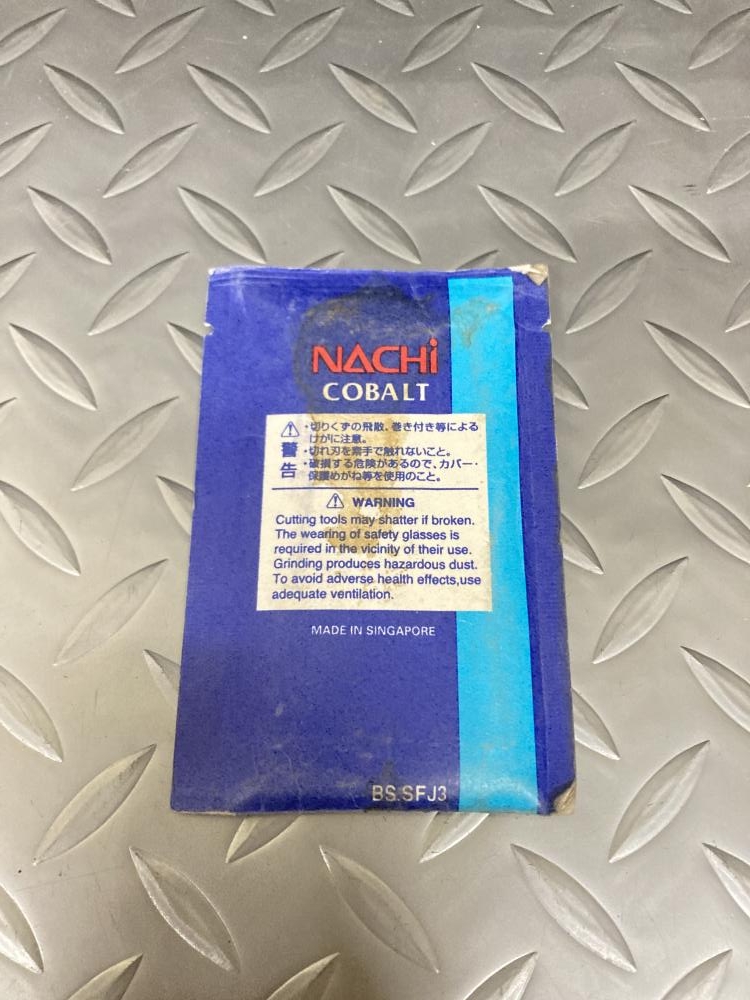 NACHi
COBALT
⚠ 警告
・切りくずの飛散、巻き付き等による
けがに注意。
・切れ刃を素手で触れないこと。
・破損する危険があるので、カバー・
保護めがね等を使用のこと。
⚠ WARNING
Cutting tools may shatter if broken.
The wearing of safety glasses is
required in the vicinity of their use.
Grinding produces hazardous dust.
To avoid adverse health effects,use
adequate ventilation.
MADE IN SINGAPORE
BS.SFJ3